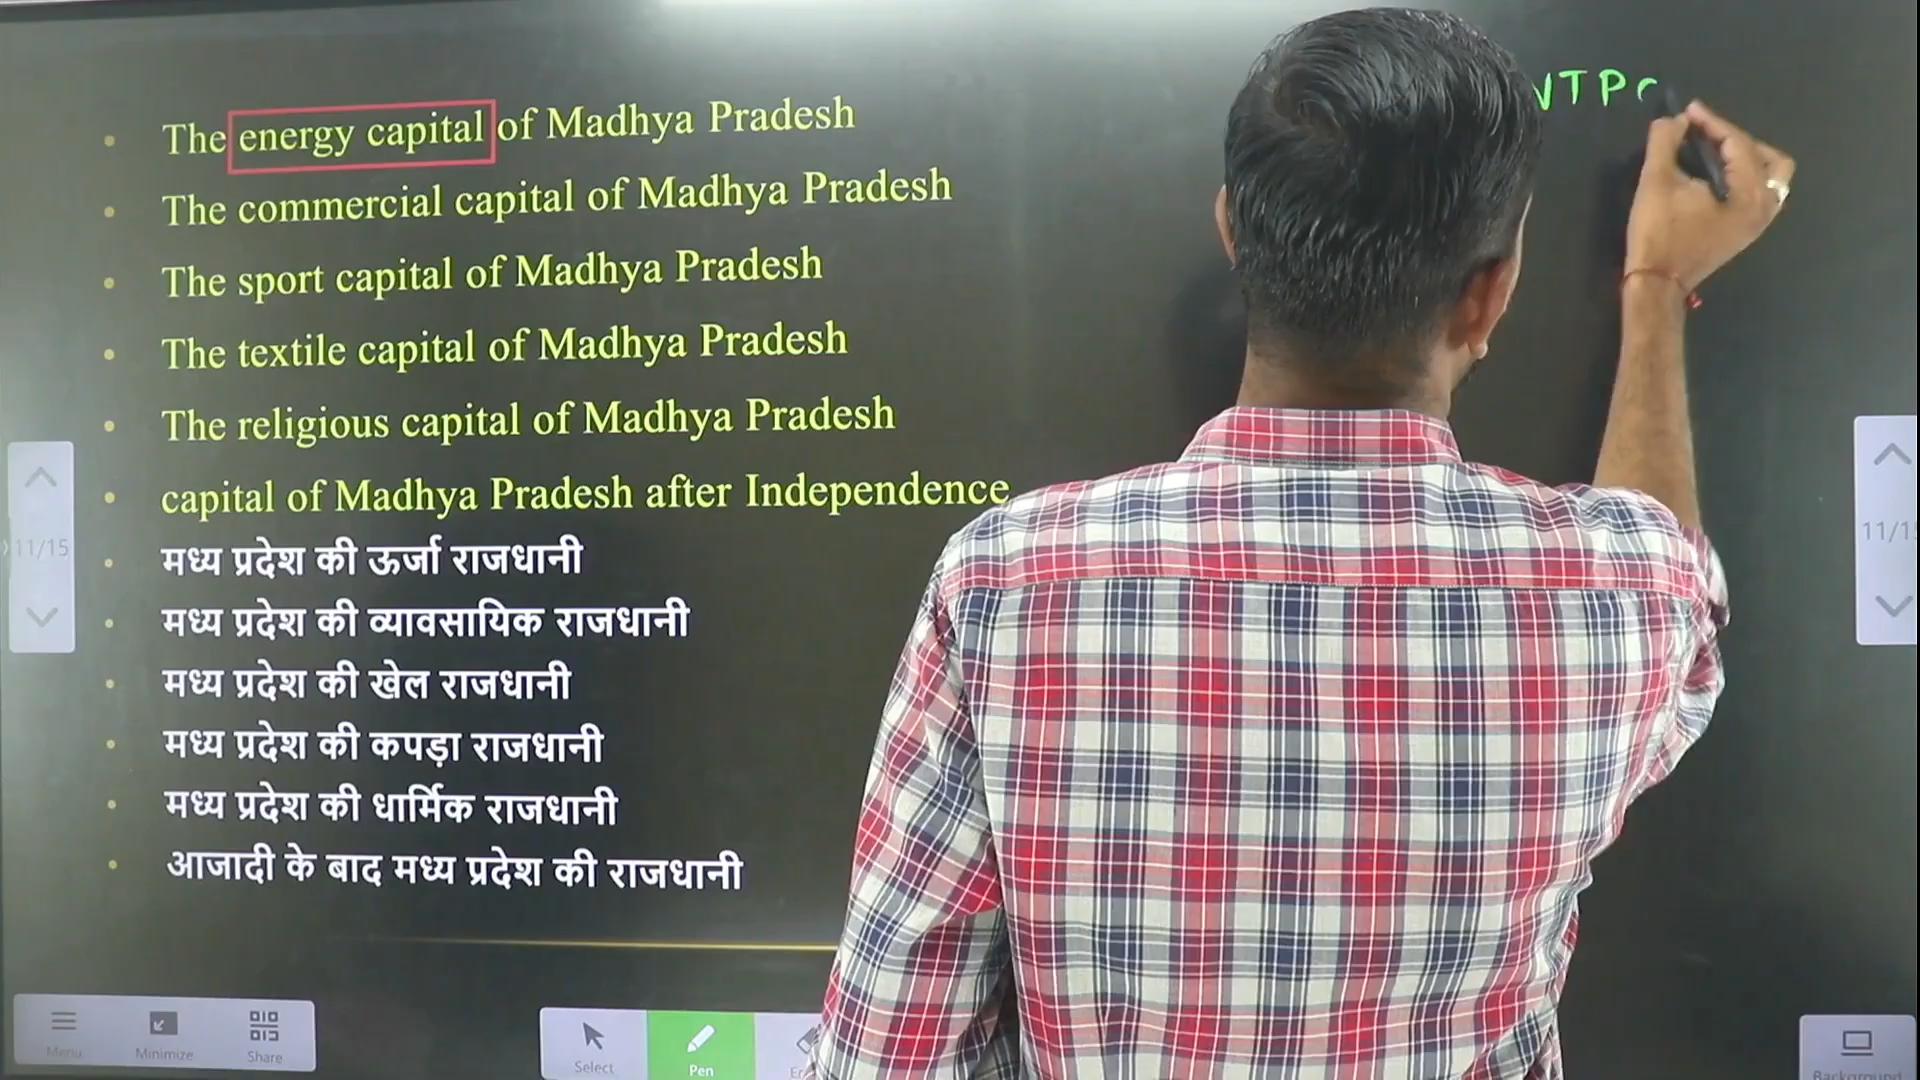 NTPC
The energy capital of Madhya Pradesh
The commercial capital of Madhya Pradesh
The sport capital of Madhya Pradesh
The textile capital of Madhya Pradesh
The religious capital of Madhya Pradesh
capital of Madhya Pradesh after Independence
मध्य प्रदेश की ऊर्जा राजधानी
मध्य प्रदेश की व्यावसायिक राजधानी
मध्य प्रदेश की खेल राजधानी
मध्य प्रदेश की कपड़ा राजधानी
मध्य प्रदेश की धार्मिक राजधानी
आजादी के बाद मध्य प्रदेश की राजधानी
11/15
Menu
Minimize
Share
Select
Pen
Background